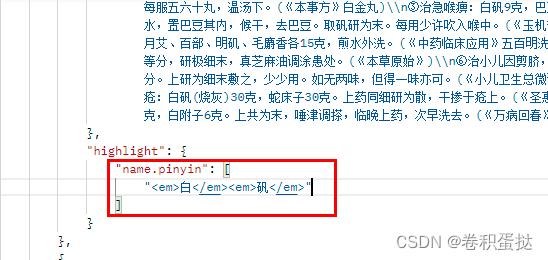 每服五六十丸，温汤下。(《本事方》白金丸)\\n⑤治急喉痹：白矾9克，巴
水，置巴豆其内，候干，去巴豆。取矾研为末。每用少许吹入喉中。(《玉机
月艾、百部、明矾、毛麝香各15克，煎水外洗。(《中药临床应用》五百明洗
等分，研极细末，真芝麻油调涂患处。(《本草原始》)\\n⑥治小儿因剪脐，
分。上研为细末敷之，少少用。如无两味，但得一味亦可。(《小儿卫生总微
疮：白矾(烧灰)30克，蛇床子30克。上药同细研为散，干掺于疮上。(《圣惠
克，白附子6克。上共为末，唾津调搽，临晚上药，次早洗去。(《万病回春》
},
"highlight": {
"name.pinyin": [
"<em>白</em><em>矾</em>"
]
}
},
{
CSDN @卷积蛋挞